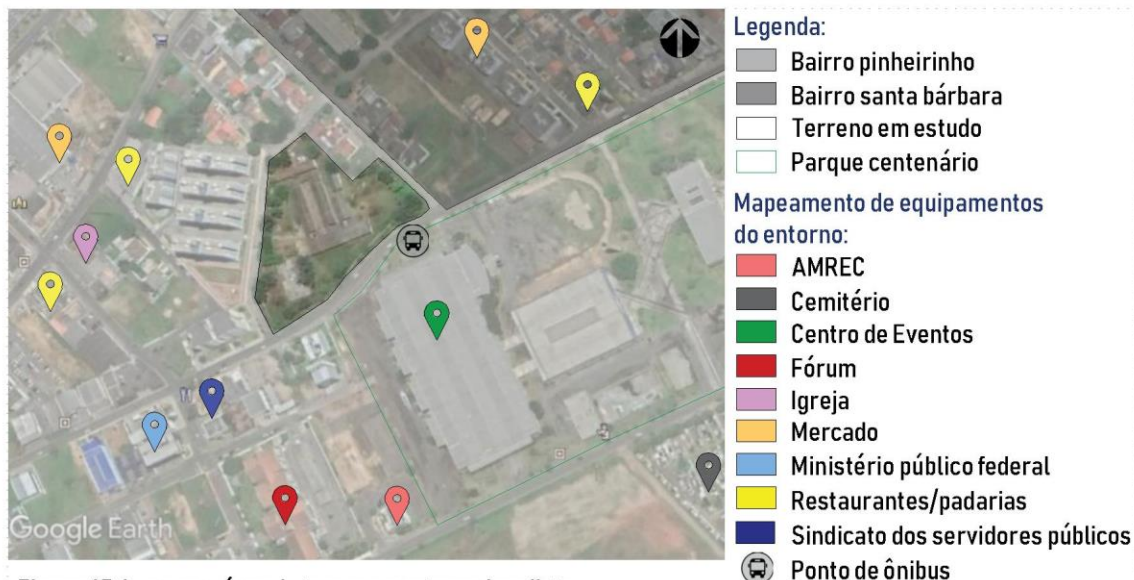 Legenda:
Bairro pinheirinho
Bairro santa bárbara
Terreno em estudo
Parque centenário
Mapeamento de equipamentos
do entorno:
AMREC
Cemitério
Centro de Eventos
Fórum
Igreja
Mercado
Ministério público federal
Restaurantes/padarias
Sindicato dos servidores públicos
Ponto de ônibus
Google Earth